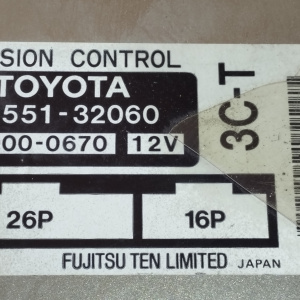 SION CONTROL
TOYOTA
551-32060
00-0670 12V
3C-T
26P 16P
FUJITSU TEN LIMITED JAPAN